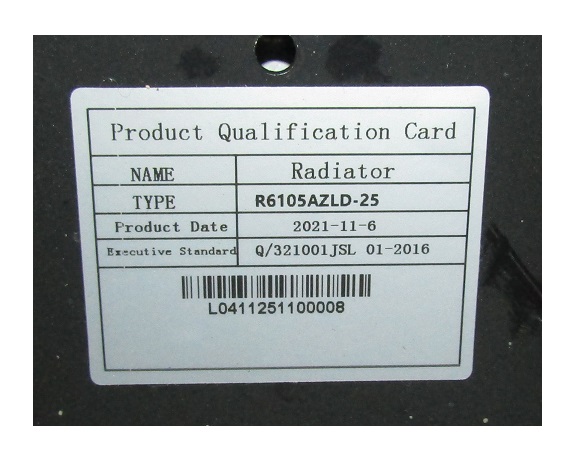 Product Qualification Card
NAME Radiator
TYPE R6105AZLD-25
Product Date 2021-11-6
Executive Standard Q/321001JSL 01-2016
L0411251100008